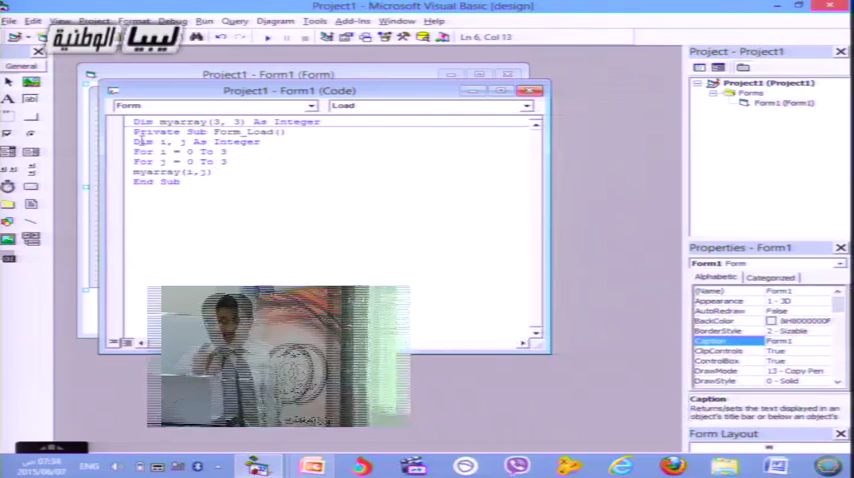 Project1 - Microsoft Visual Basic [design]
File Edit View Project Format Debug Run Query Diagram Tools Add-Ins Window Help
Ln 6, Col 13
ليبيا الوطنية
General
Project1 - Form1 (Form)
Project1 - Form1 (Code)
Form Load
Dim myarray(3, 3) As Integer
Private Sub Form_Load()
Dim i, j As Integer
For i = 0 To 3
For j = 0 To 3
myarray(i,j)
End Sub
Project - Project1
Project1 (Project1)
Forms
Form1 (Form1)
Properties - Form1
Form1 Form
Alphabetic Categorized
(Name) Form1
Appearance 1 - 3D
AutoRedraw False
BackColor &H8000000F
BorderStyle 2 - Sizable
Caption Form1
ClipControls True
ControlBox True
DrawMode 13 - Copy Pen
DrawStyle 0 - Solid
Caption
Returns/sets the text displayed in an
object's title bar or below an object's
Form Layout
ENG
07:34 ص
2015/06/07